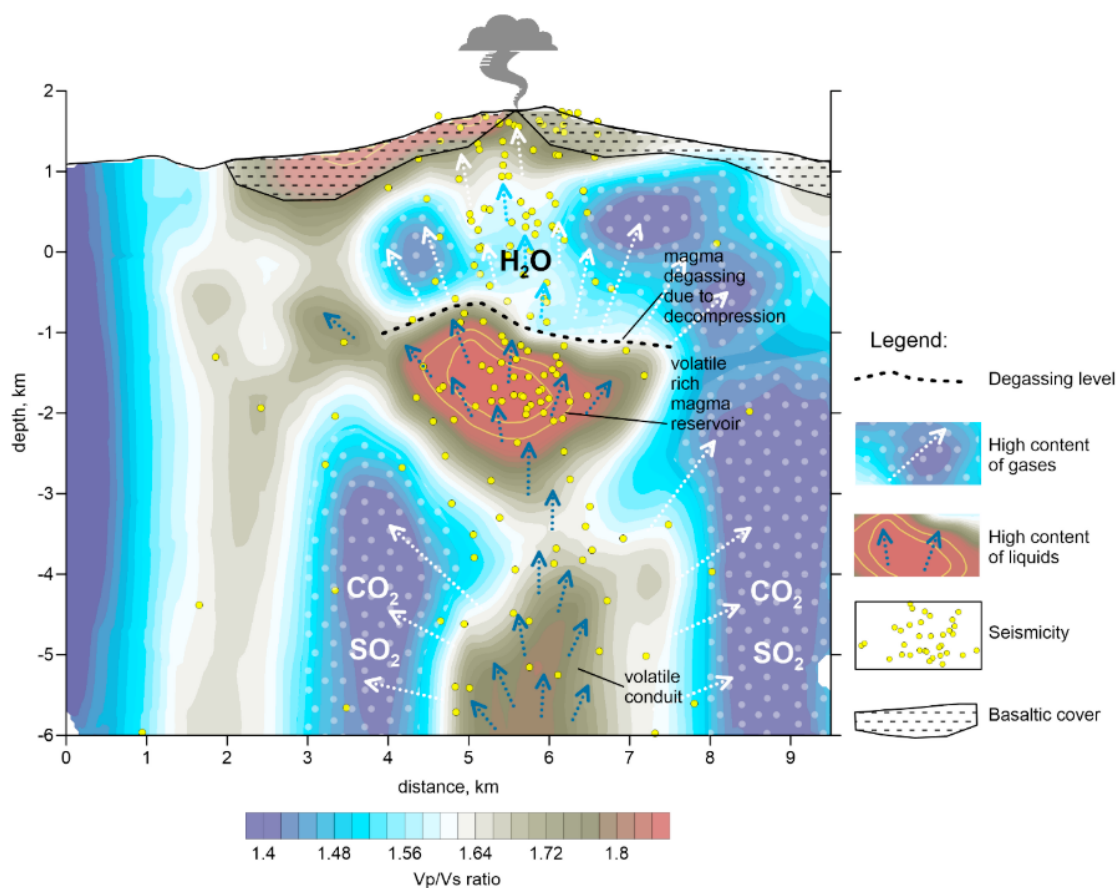 2
1
0
-1
-2
-3
-4
-5
-6
depth, km
H₂O
magma
degassing
due to
decompression
volatile
rich
magma
reservoir
CO₂
SO₂
CO₂
SO₂
volatile
conduit
0 1 2 3 4 5 6 7 8 9
distance, km
1.4 1.48 1.56 1.64 1.72 1.8
Vp/Vs ratio
Legend:
Degassing level
High content
of gases
High content
of liquids
Seismicity
Basaltic cover